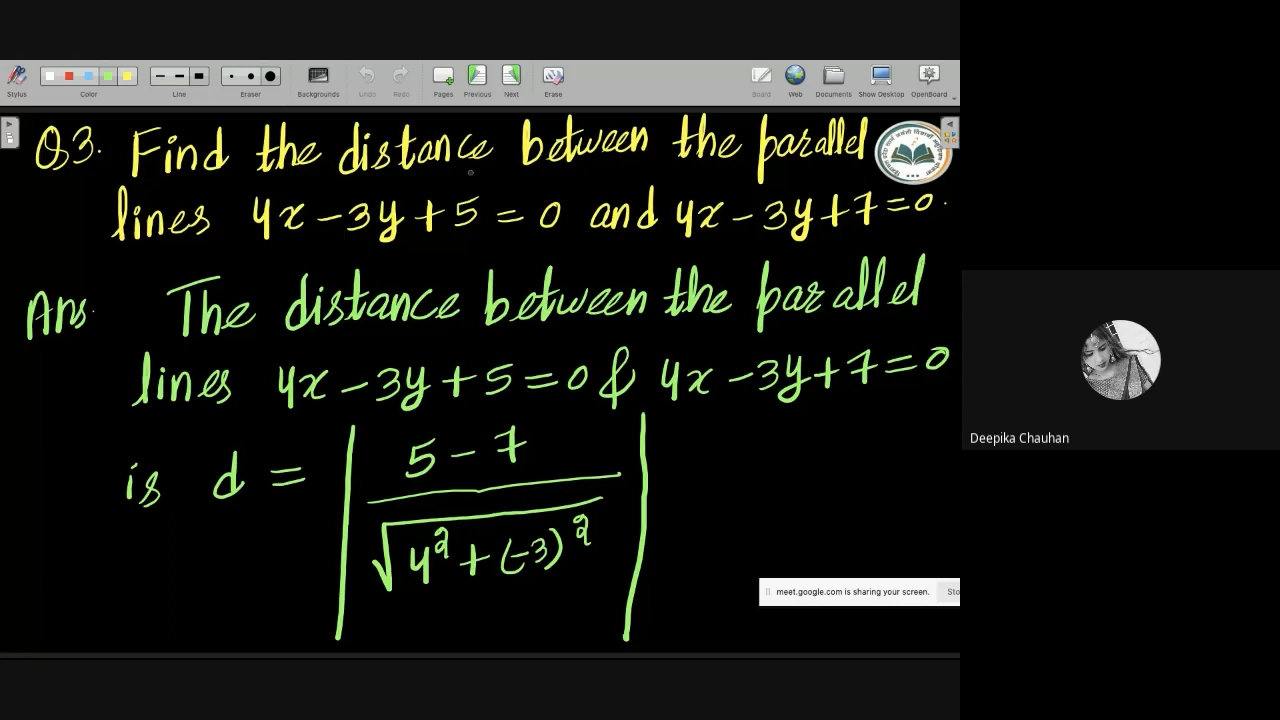 Stylus Color Line Eraser Backgrounds Undo Redo Pages Previous Next Erase Board Web Documents Show Desktop OpenBoard
Q3. Find the distance between the parallel
lines 4x-3y+5=0 and 4x-3y+7=0.
Ans. The distance between the parallel
lines 4x-3y+5=0 & 4x-3y+7=0
is d = | (5-7) / √(4² + (-3)²) |
Deepika Chauhan
meet.google.com is sharing your screen. Sto